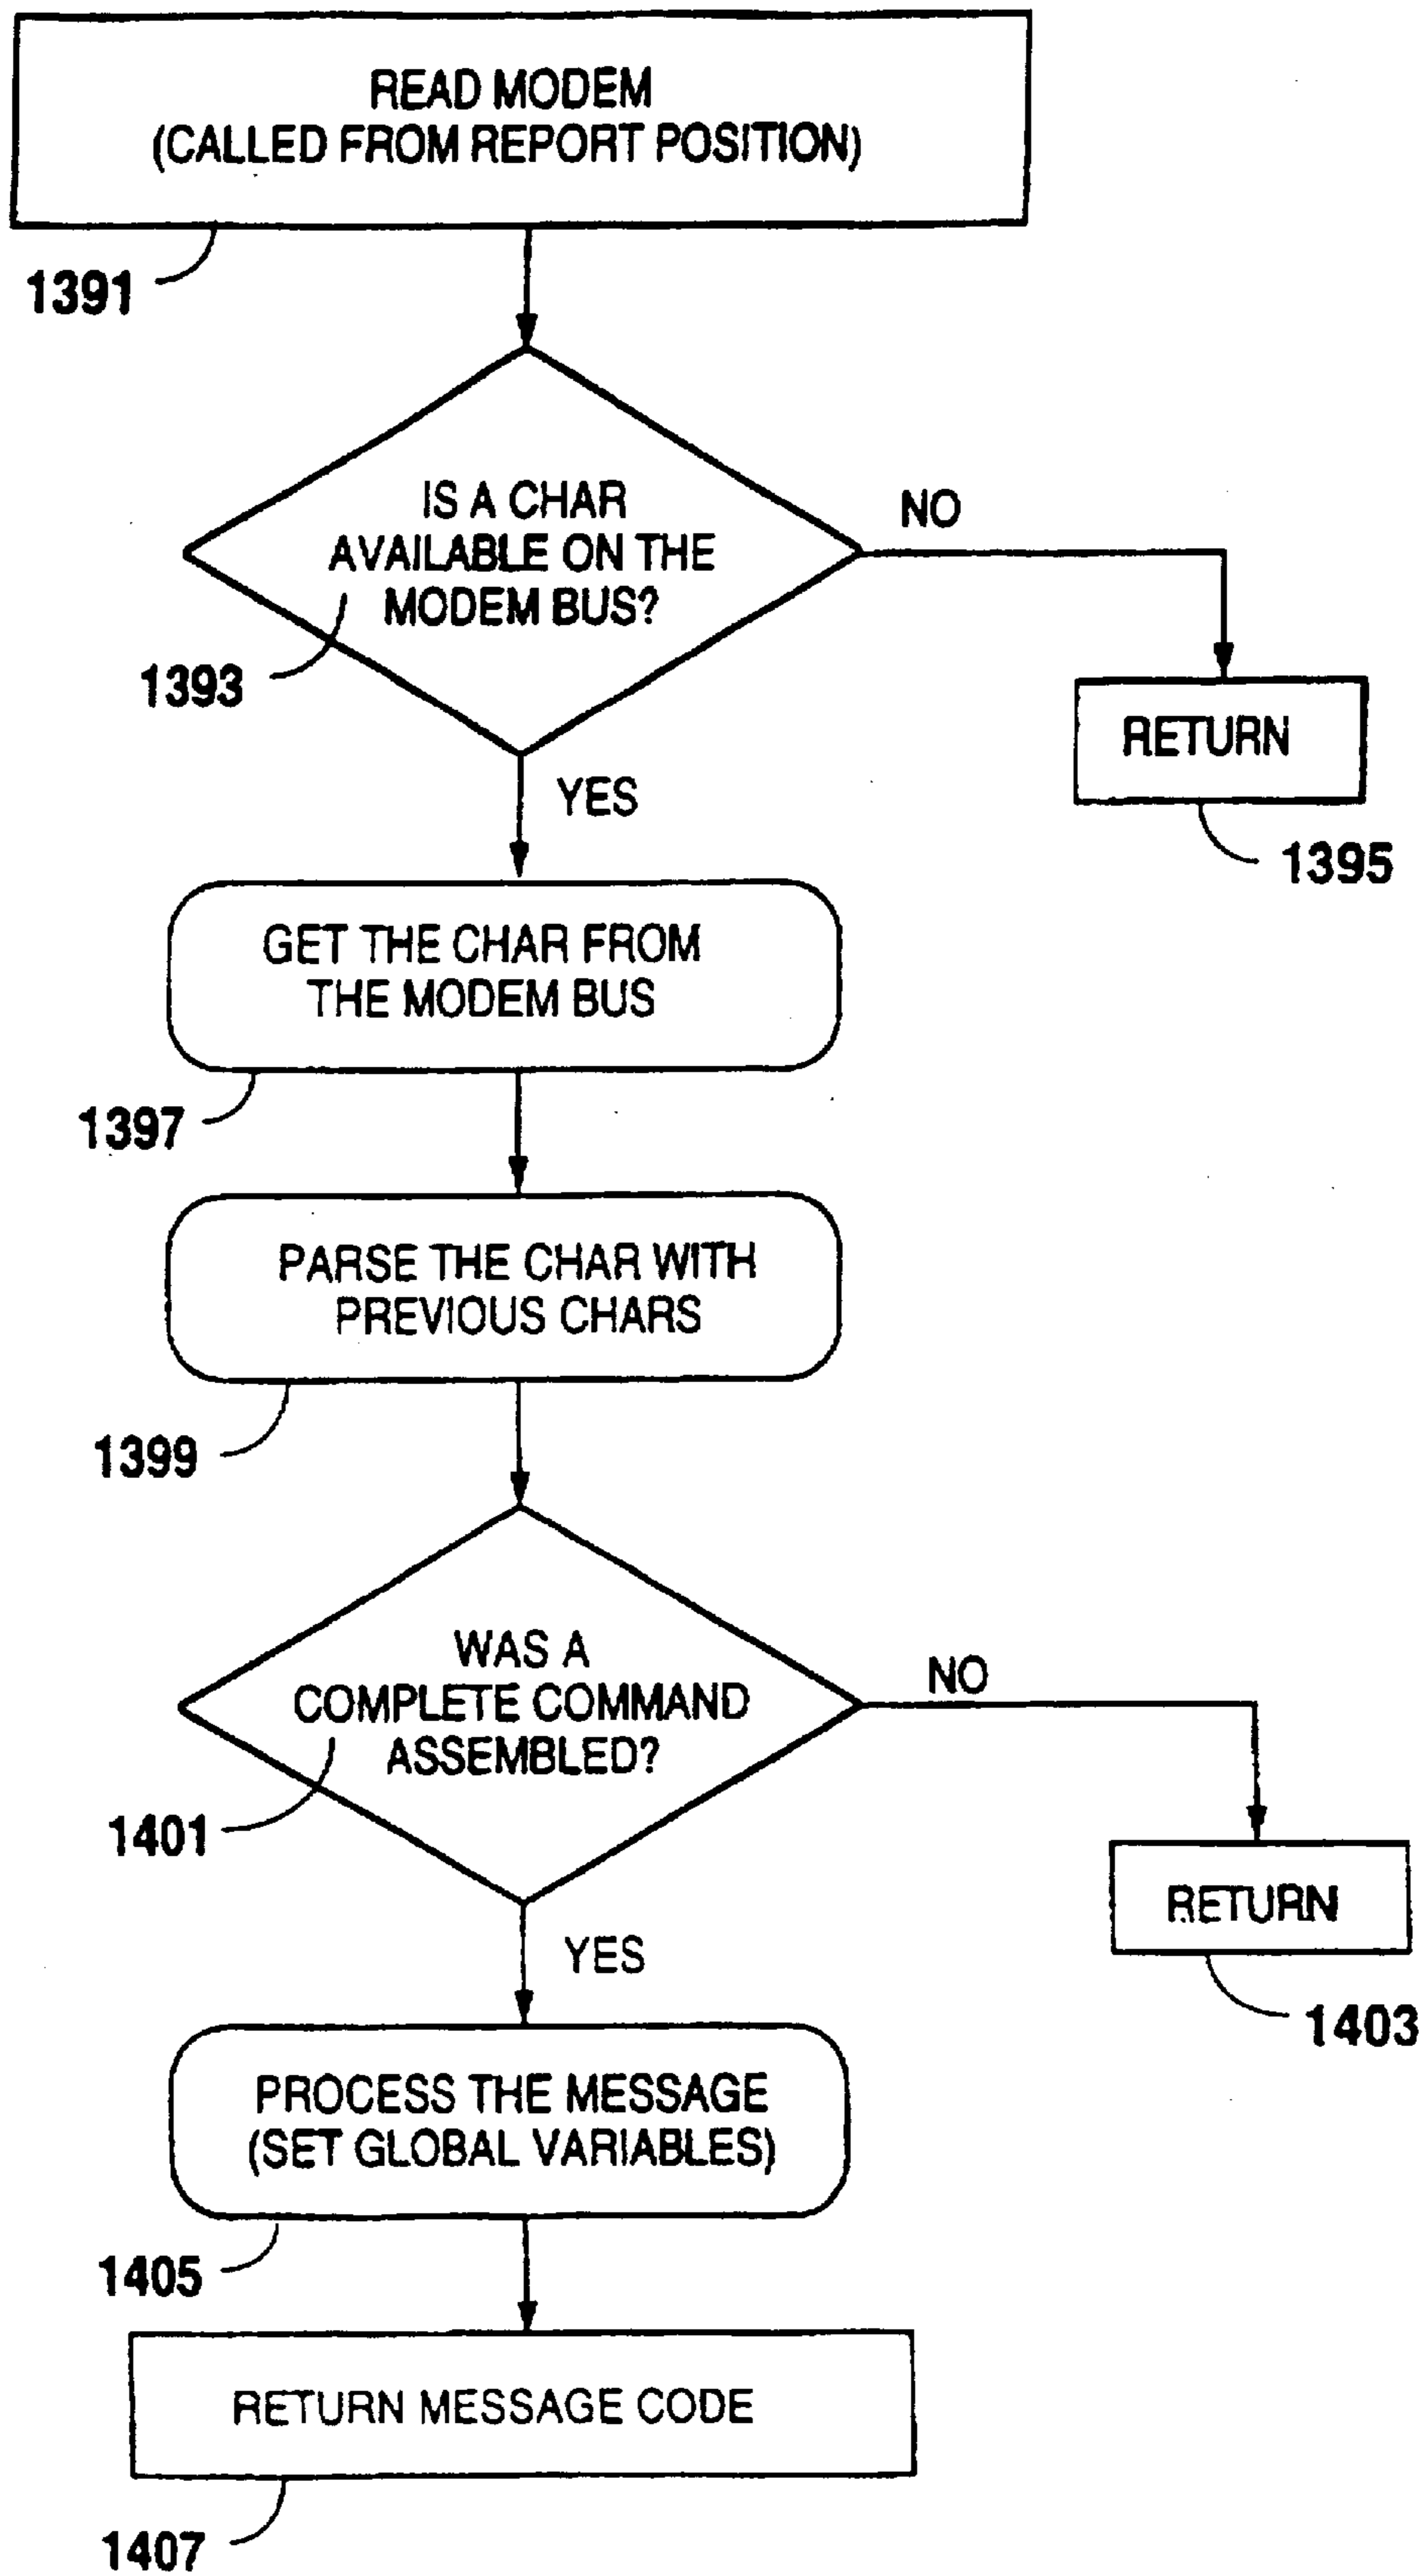 READ MODEM
(CALLED FROM REPORT POSITION)
1391
IS A CHAR
AVAILABLE ON THE
MODEM BUS?
NO
1393
RETURN
YES
1395
GET THE CHAR FROM
THE MODEM BUS
1397
PARSE THE CHAR WITH
PREVIOUS CHARS
1399
WAS A
COMPLETE COMMAND
ASSEMBLED?
NO
1401
RETURN
YES
1403
PROCESS THE MESSAGE
(SET GLOBAL VARIABLES)
1405
RETURN MESSAGE CODE
1407